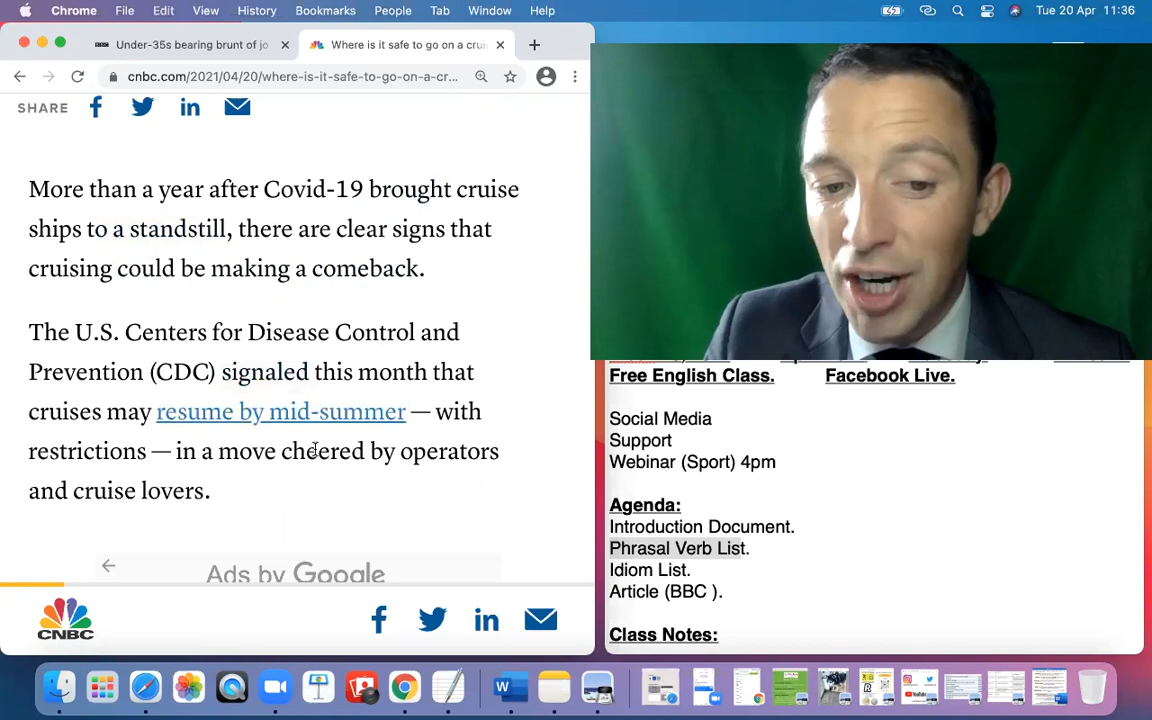 Chrome File Edit View History Bookmarks People Tab Window Help Tue 20 Apr 11:36
Under-35s bearing brunt of jo
Where is it safe to go on a crui
cnbc.com/2021/04/20/where-is-it-safe-to-go-on-a-cr...
SHARE
More than a year after Covid-19 brought cruise
ships to a standstill, there are clear signs that
cruising could be making a comeback.
The U.S. Centers for Disease Control and
Prevention (CDC) signaled this month that
cruises may resume by mid-summer — with
restrictions — in a move cheered by operators
and cruise lovers.
Ads by Google
CNBC
Free English Class. Facebook Live.
Social Media
Support
Webinar (Sport) 4pm
Agenda:
Introduction Document.
Phrasal Verb List.
Idiom List.
Article (BBC ).
Class Notes: